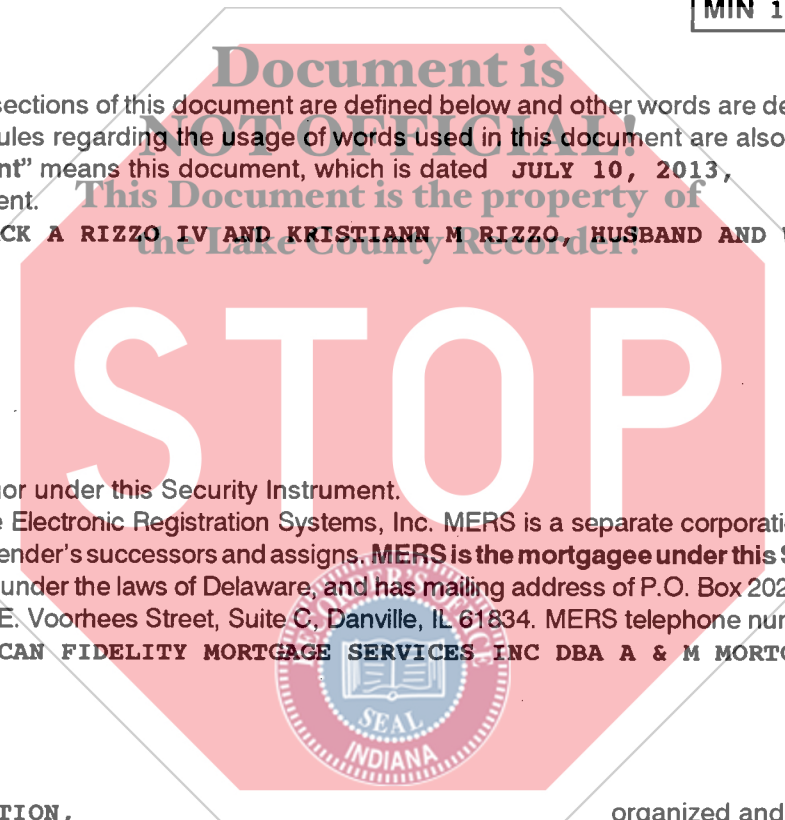 MIN 1
Document is
sections of this document are defined below and other words are de
NOT OFFICIAL!
ules regarding the usage of words used in this document are also
nt” means this document, which is dated JULY 10, 2013,
This Document is the property of
ent.
CK A RIZZO IV AND KRISTIANN M RIZZO, HUSBAND AND
the Lake County Recorder!
STOP
or under this Security Instrument.
e Electronic Registration Systems, Inc. MERS is a separate corporati
ender's successors and assigns. MERS is the mortgagee under this S
under the laws of Delaware, and has mailing address of P.O. Box 202
E. Voorhees Street, Suite C, Danville, IL 61834. MERS telephone nur
CAN FIDELITY MORTGAGE SERVICES INC DBA A & M MORTG
RECORDER'S OFFICE
SEAL
INDIANA
TION,
organized and